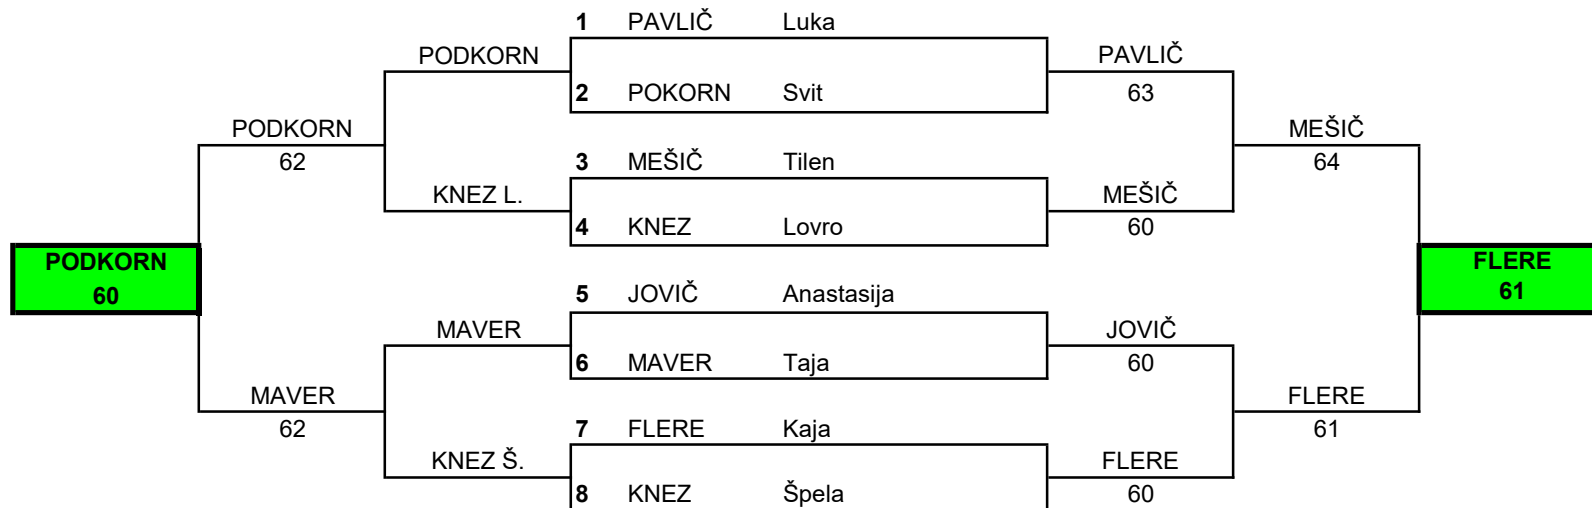 1 PAVLIČ Luka
PODKORN PAVLIČ
2 POKORN Svit 63
PODKORN MEŠIČ
62 3 MEŠIČ Tilen 64
KNEZ L. MEŠIČ
4 KNEZ Lovro 60
PODKORN FLERE
60 61
5 JOVIČ Anastasija
MAVER JOVIČ
6 MAVER Taja 60
MAVER FLERE
62 7 FLERE Kaja 61
KNEZ Š. FLERE
8 KNEZ Špela 60